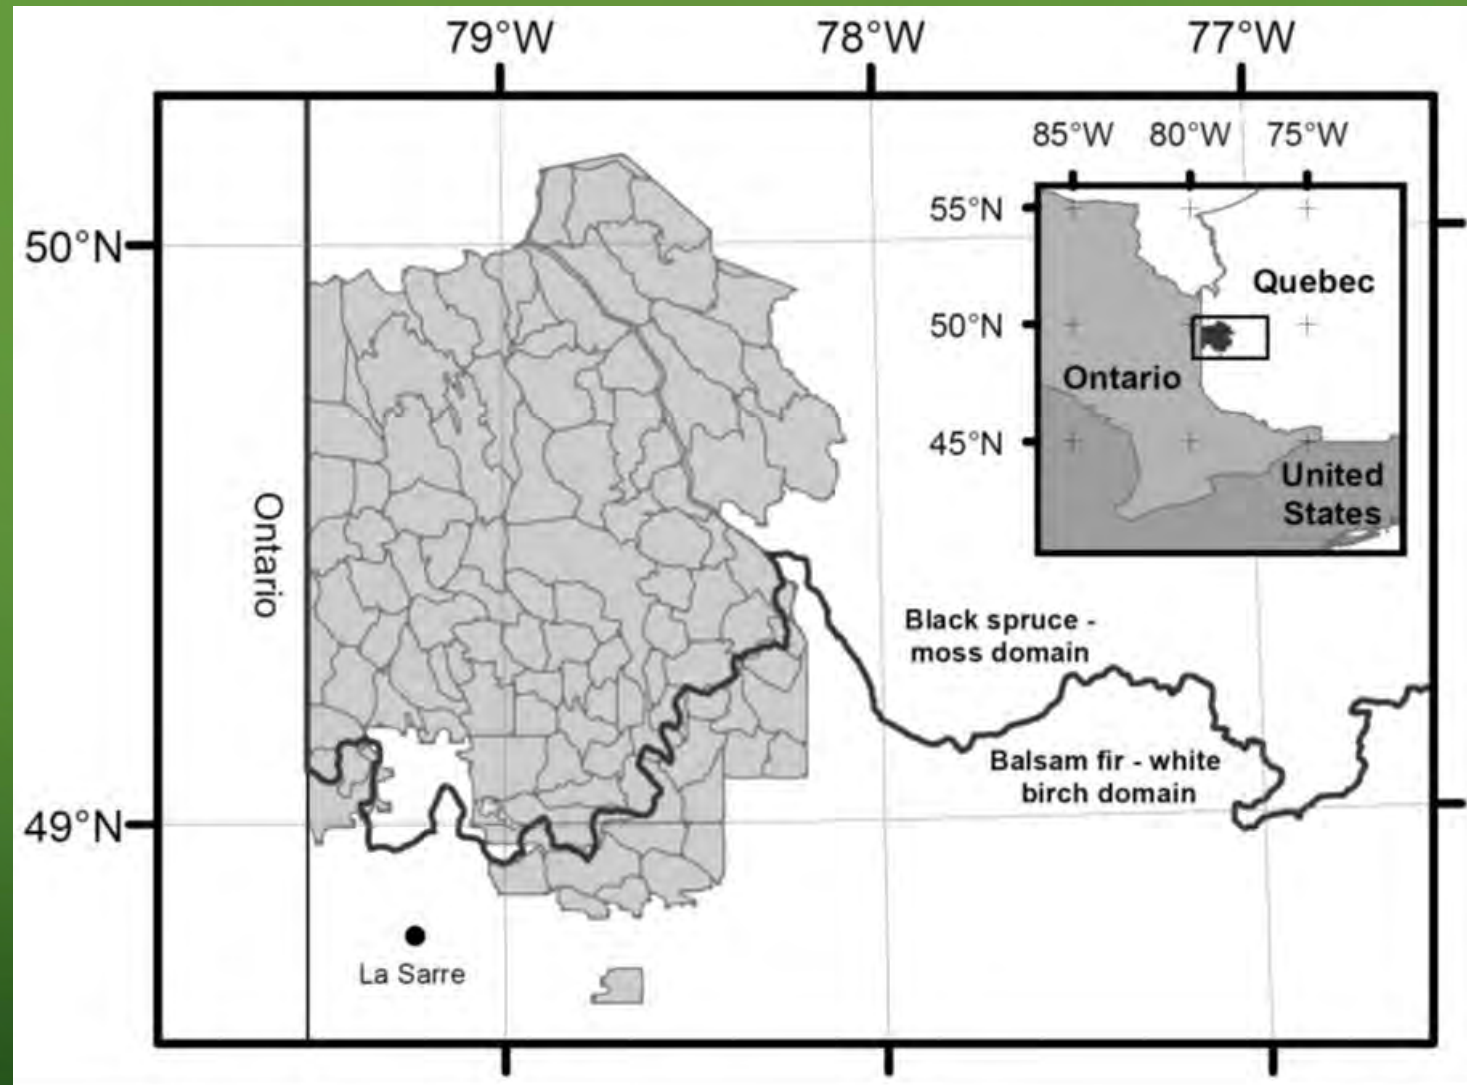 79°W
78°W
77°W
50°N
49°N
Ontario
La Sarre
85°W
80°W
75°W
55°N
50°N
45°N
Quebec
Ontario
United
States
Black spruce -
moss domain
Balsam fir - white
birch domain